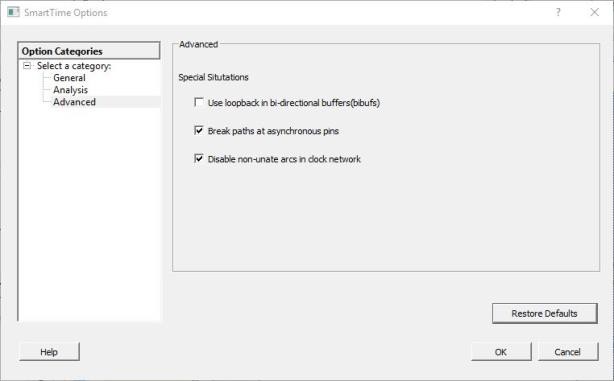 SmartTime Options
?
Option Categories
Select a category:
General
Analysis
Advanced
Advanced
Special Situtations
Use loopback in bi-directional buffers(bibufs)
Break paths at asynchronous pins
Disable non-unate arcs in clock network
Restore Defaults
Help
OK
Cancel